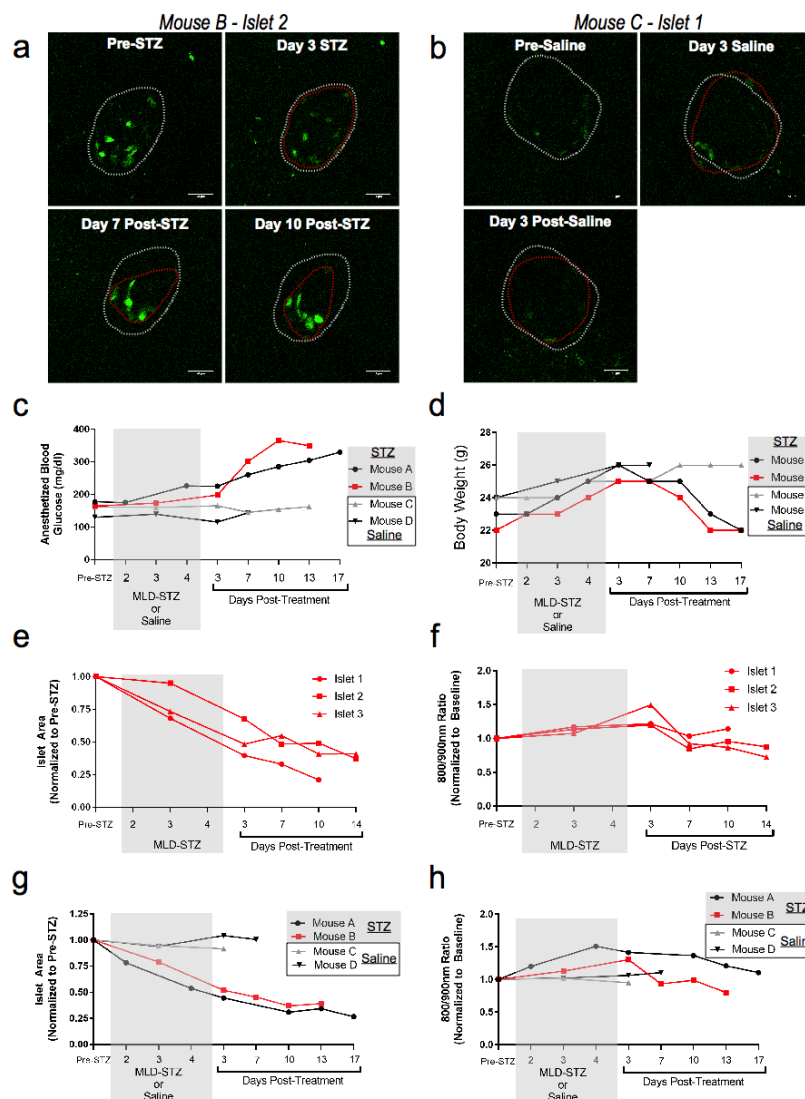 Mouse B - Islet 2
Mouse C - Islet 1
a
Pre-STZ
Day 3 STZ
Day 7 Post-STZ
Day 10 Post-STZ
b
Pre-Saline
Day 3 Saline
Day 3 Post-Saline
c
Anesthetized Blood
Glucose (mg/dl)
400
300
200
100
0
Pre-STZ 2 3 4 3 7 10 13 17
MLD-STZ
or
Saline
Days Post-Treatment
STZ
Mouse A
Mouse B
Mouse C
Mouse D
Saline
d
Body Weight (g)
28
26
24
22
20
Pre-STZ 2 3 4 3 7 10 13 17
MLD-STZ
or
Saline
Days Post-Treatment
STZ
Mouse
Mouse
Mouse
Mouse
Saline
e
Islet Area
(Normalized to Pre-STZ)
1.00
0.75
0.50
0.25
0.0
Pre-STZ 2 3 4 3 7 10 14
MLD-STZ
Days Post-Treatment
Islet 1
Islet 2
Islet 3
f
800/900nm Ratio
(Normalized to Baseline)
2.0
1.5
1.0
0.5
0.0
Pre-STZ 2 3 4 3 7 10 14
MLD-STZ
Days Post-STZ
Islet 1
Islet 2
Islet 3
g
Islet Area
(Normalized to Pre-STZ)
1.25
1.00
0.75
0.50
0.25
0.00
Pre-STZ 2 3 4 3 7 10 13 17
MLD-STZ
or
Saline
Days Post-Treatment
Mouse A
Mouse B
STZ
Mouse C
Mouse D
Saline
h
800/900nm Ratio
(Normalized to Baseline)
2.0
1.5
1.0
0.5
0.0
Pre-STZ 2 3 4 3 7 10 13 17
MLD-STZ
or
Saline
Days Post-Treatment
Mouse A
Mouse B
STZ
Mouse C
Mouse D
Saline